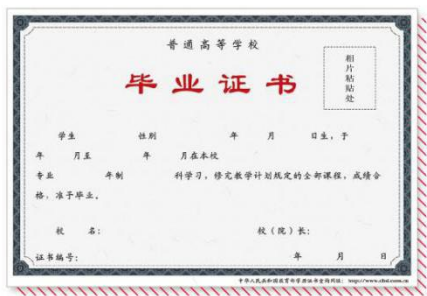 普通高等学校
毕业证书
相片粘贴处
学生 性别 年 月 日生，于
年 月至 年 月在本校
专业 年制 科学习，修完教学计划规定的全部课程，成绩合
格，准予毕业。
校 名： 校（院）长：
证书编号： 年 月 日